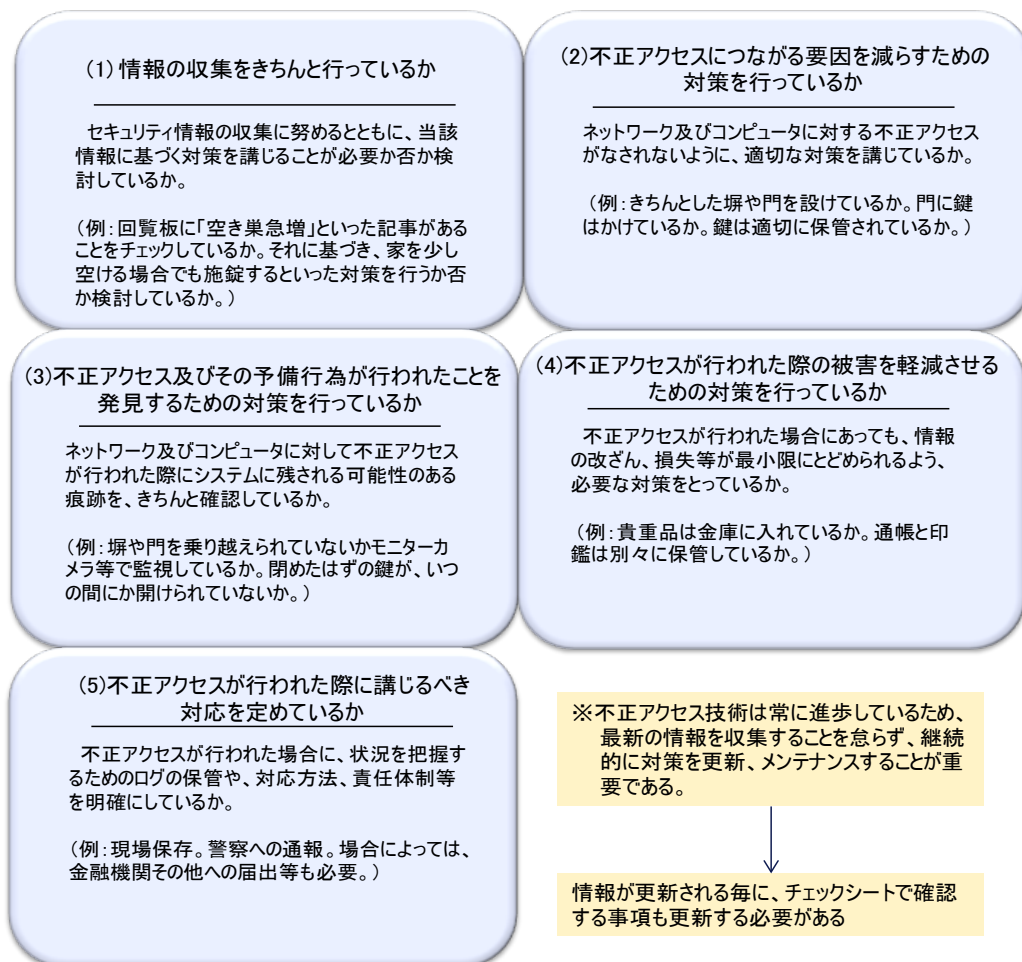 (1) 情報の収集をきちんと行っているか
セキュリティ情報の収集に努めるとともに、当該
情報に基づく対策を講じることが必要か否か検
討しているか。
(例：回覧板に「空き巣急増」といった記事がある
ことをチェックしているか。それに基づき、家を少し
空ける場合でも施錠するといった対策を行うか否
か検討しているか。)
(2)不正アクセスにつながる要因を減らすための
対策を行っているか
ネットワーク及びコンピュータに対する不正アクセス
がなされないように、適切な対策を講じているか。
(例：きちんとした塀や門を設けているか。門に鍵
はかけているか。鍵は適切に保管されているか。)
(3)不正アクセス及びその予備行為が行われたことを
発見するための対策を行っているか
ネットワーク及びコンピュータに対して不正アクセス
が行われた際にシステムに残される可能性のある
痕跡を、きちんと確認しているか。
(例：塀や門を乗り越えられていないかモニターカ
メラ等で監視しているか。閉めたはずの鍵が、いつ
の間にか開けられていないか。)
(4)不正アクセスが行われた際の被害を軽減させる
ための対策を行っているか
不正アクセスが行われた場合にあっても、情報
の改ざん、損失等が最小限にとどめられるよう、
必要な対策をとっているか。
(例：貴重品は金庫に入れているか。通帳と印
鑑は別々に保管しているか。)
(5)不正アクセスが行われた際に講じるべき
対応を定めているか
不正アクセスが行われた場合に、状況を把握す
るためのログの保管や、対応方法、責任体制等
を明確にしているか。
(例：現場保存。警察への通報。場合によっては、
金融機関その他への届出等も必要。)
※不正アクセス技術は常に進歩しているため、
最新の情報を収集することを怠らず、継続
的に対策を更新、メンテナンスすることが重
要である。
情報が更新される毎に、チェックシートで確認
する事項も更新する必要がある